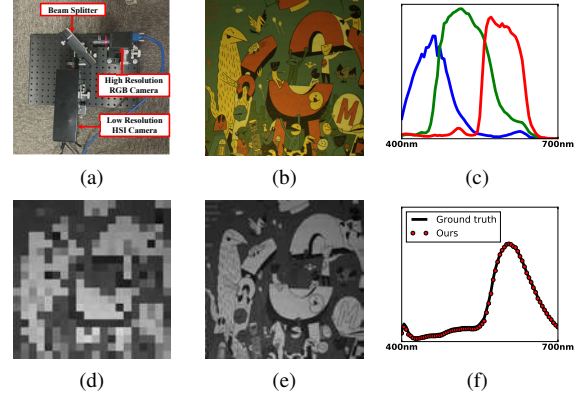 Beam Splitter
High Resolution
RGB Camera
Low Resolution
HSI Camera
M
400nm
700nm
(a)
(b)
(c)
Ground truth
Ours
400nm
700nm
(d)
(e)
(f)